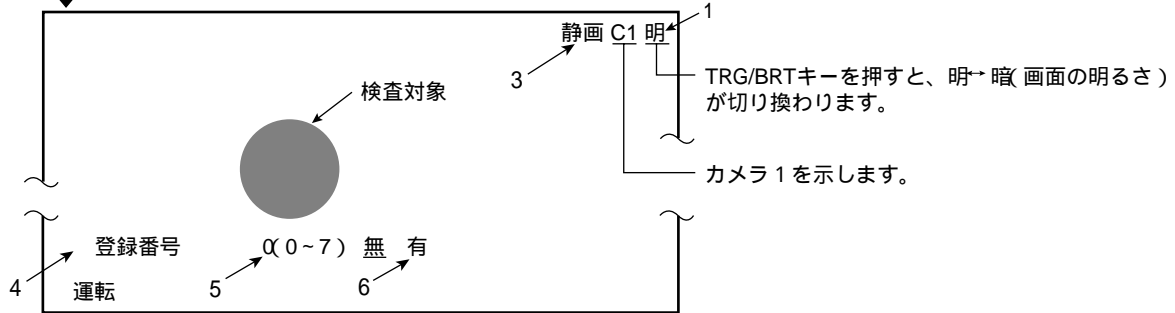 静画 C1 明
1
3
TRG/BRTキーを押すと、明↔暗(画面の明るさ)
が切り換わります。
検査対象
カメラ1を示します。
登録番号 0(0~7) 無 有
4
運転
5
6